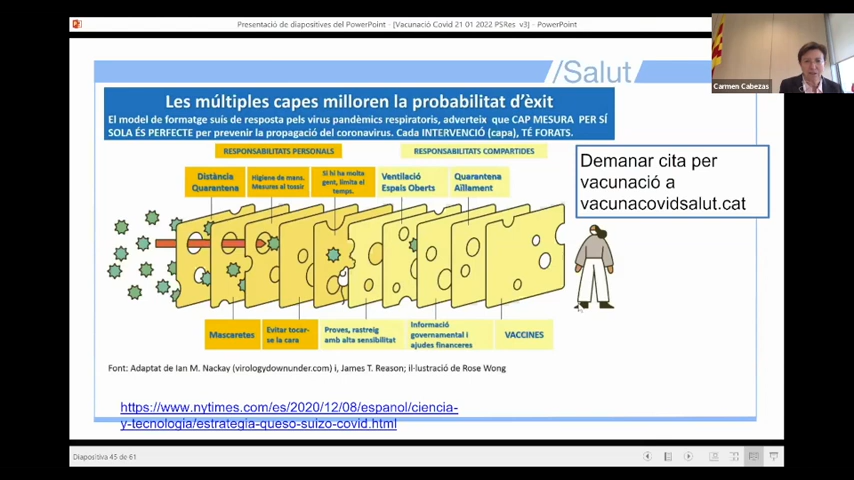 Presentació de diapositives del PowerPoint - [Vacunació Covid 21 01 2022 PSRes v3] - PowerPoint
Carmen Cabezas
/Salut
Les múltiples capes milloren la probabilitat d'èxit
El model de formatge suís de resposta pels virus pandèmics respiratoris, adverteix que CAP MESURA PER SÍ
SOLA ÉS PERFECTE per prevenir la propagació del coronavirus. Cada INTERVENCIÓ (capa), TÉ FORATS.
RESPONSABILITATS PERSONALS
RESPONSABILITATS COMPARTIDES
Distància
Quarantena
Higiene de mans.
Mesures al tossir
Si hi ha molta
gent, limita el
temps.
Ventilació
Espais Oberts
Quarantena
Aïllament
Demanar cita per
vacunació a
vacunacovidsalut.cat
Mascaretes
Evitar tocar-
se la cara
Proves, rastreig
amb alta sensibilitat
Informació
governamental i
ajudes financeres
VACCINES
Font: Adaptat de Ian M. Nackay (virologydownunder.com) i, James T. Reason; il·lustració de Rose Wong
https://www.nytimes.com/es/2020/12/08/espanol/ciencia-
y-tecnologia/estrategia-queso-suizo-covid.html
Diapositiva 45 de 61